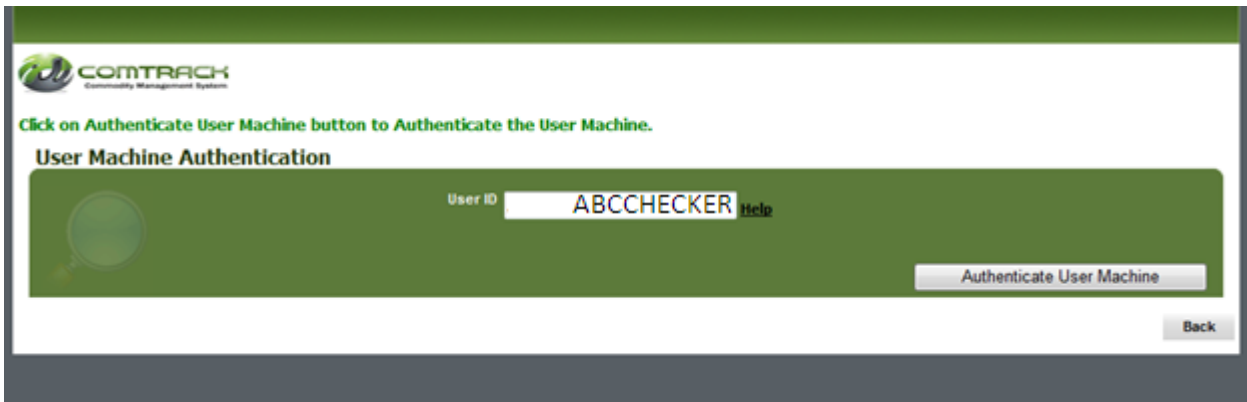 COMTRACK
Commodity Management System
Click on Authenticate User Machine button to Authenticate the User Machine.
User Machine Authentication
User ID ABCCHECKER Help
Authenticate User Machine
Back